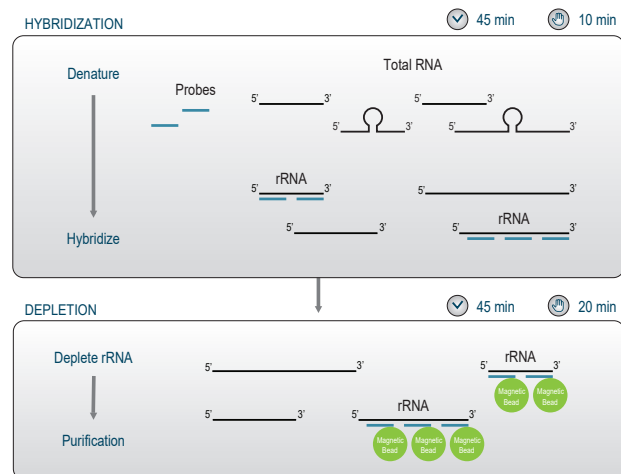 HYBRIDIZATION
45 min
10 min
Denature
Total RNA
Probes
5’ 3’
5’ 3’
5’ 3’
5’ 3’
rRNA
5’ 3’
5’ 3’
rRNA
5’ 3’
5’ 3’
Hybridize
DEPLETION
45 min
20 min
Deplete rRNA
rRNA
5’ 3’
5’ 3’
Magnetic Magnetic
Bead Bead
rRNA
5’ 3’
5’ 3’
Purification
Magnetic Magnetic Magnetic
Bead Bead Bead